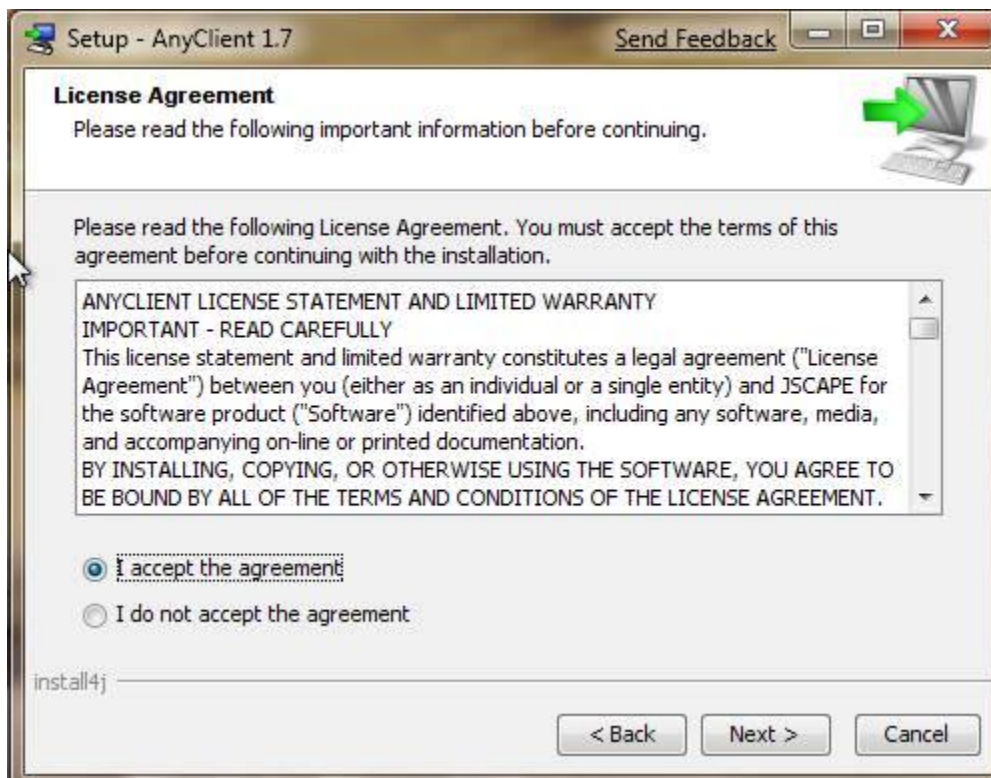 Setup - AnyClient 1.7
Send Feedback
License Agreement
Please read the following important information before continuing.
Please read the following License Agreement. You must accept the terms of this
agreement before continuing with the installation.
ANYCLIENT LICENSE STATEMENT AND LIMITED WARRANTY
IMPORTANT - READ CAREFULLY
This license statement and limited warranty constitutes a legal agreement ("License
Agreement") between you (either as an individual or a single entity) and JSCAPE for
the software product ("Software") identified above, including any software, media,
and accompanying on-line or printed documentation.
BY INSTALLING, COPYING, OR OTHERWISE USING THE SOFTWARE, YOU AGREE TO
BE BOUND BY ALL OF THE TERMS AND CONDITIONS OF THE LICENSE AGREEMENT.
I accept the agreement
I do not accept the agreement
install4j
< Back
Next >
Cancel